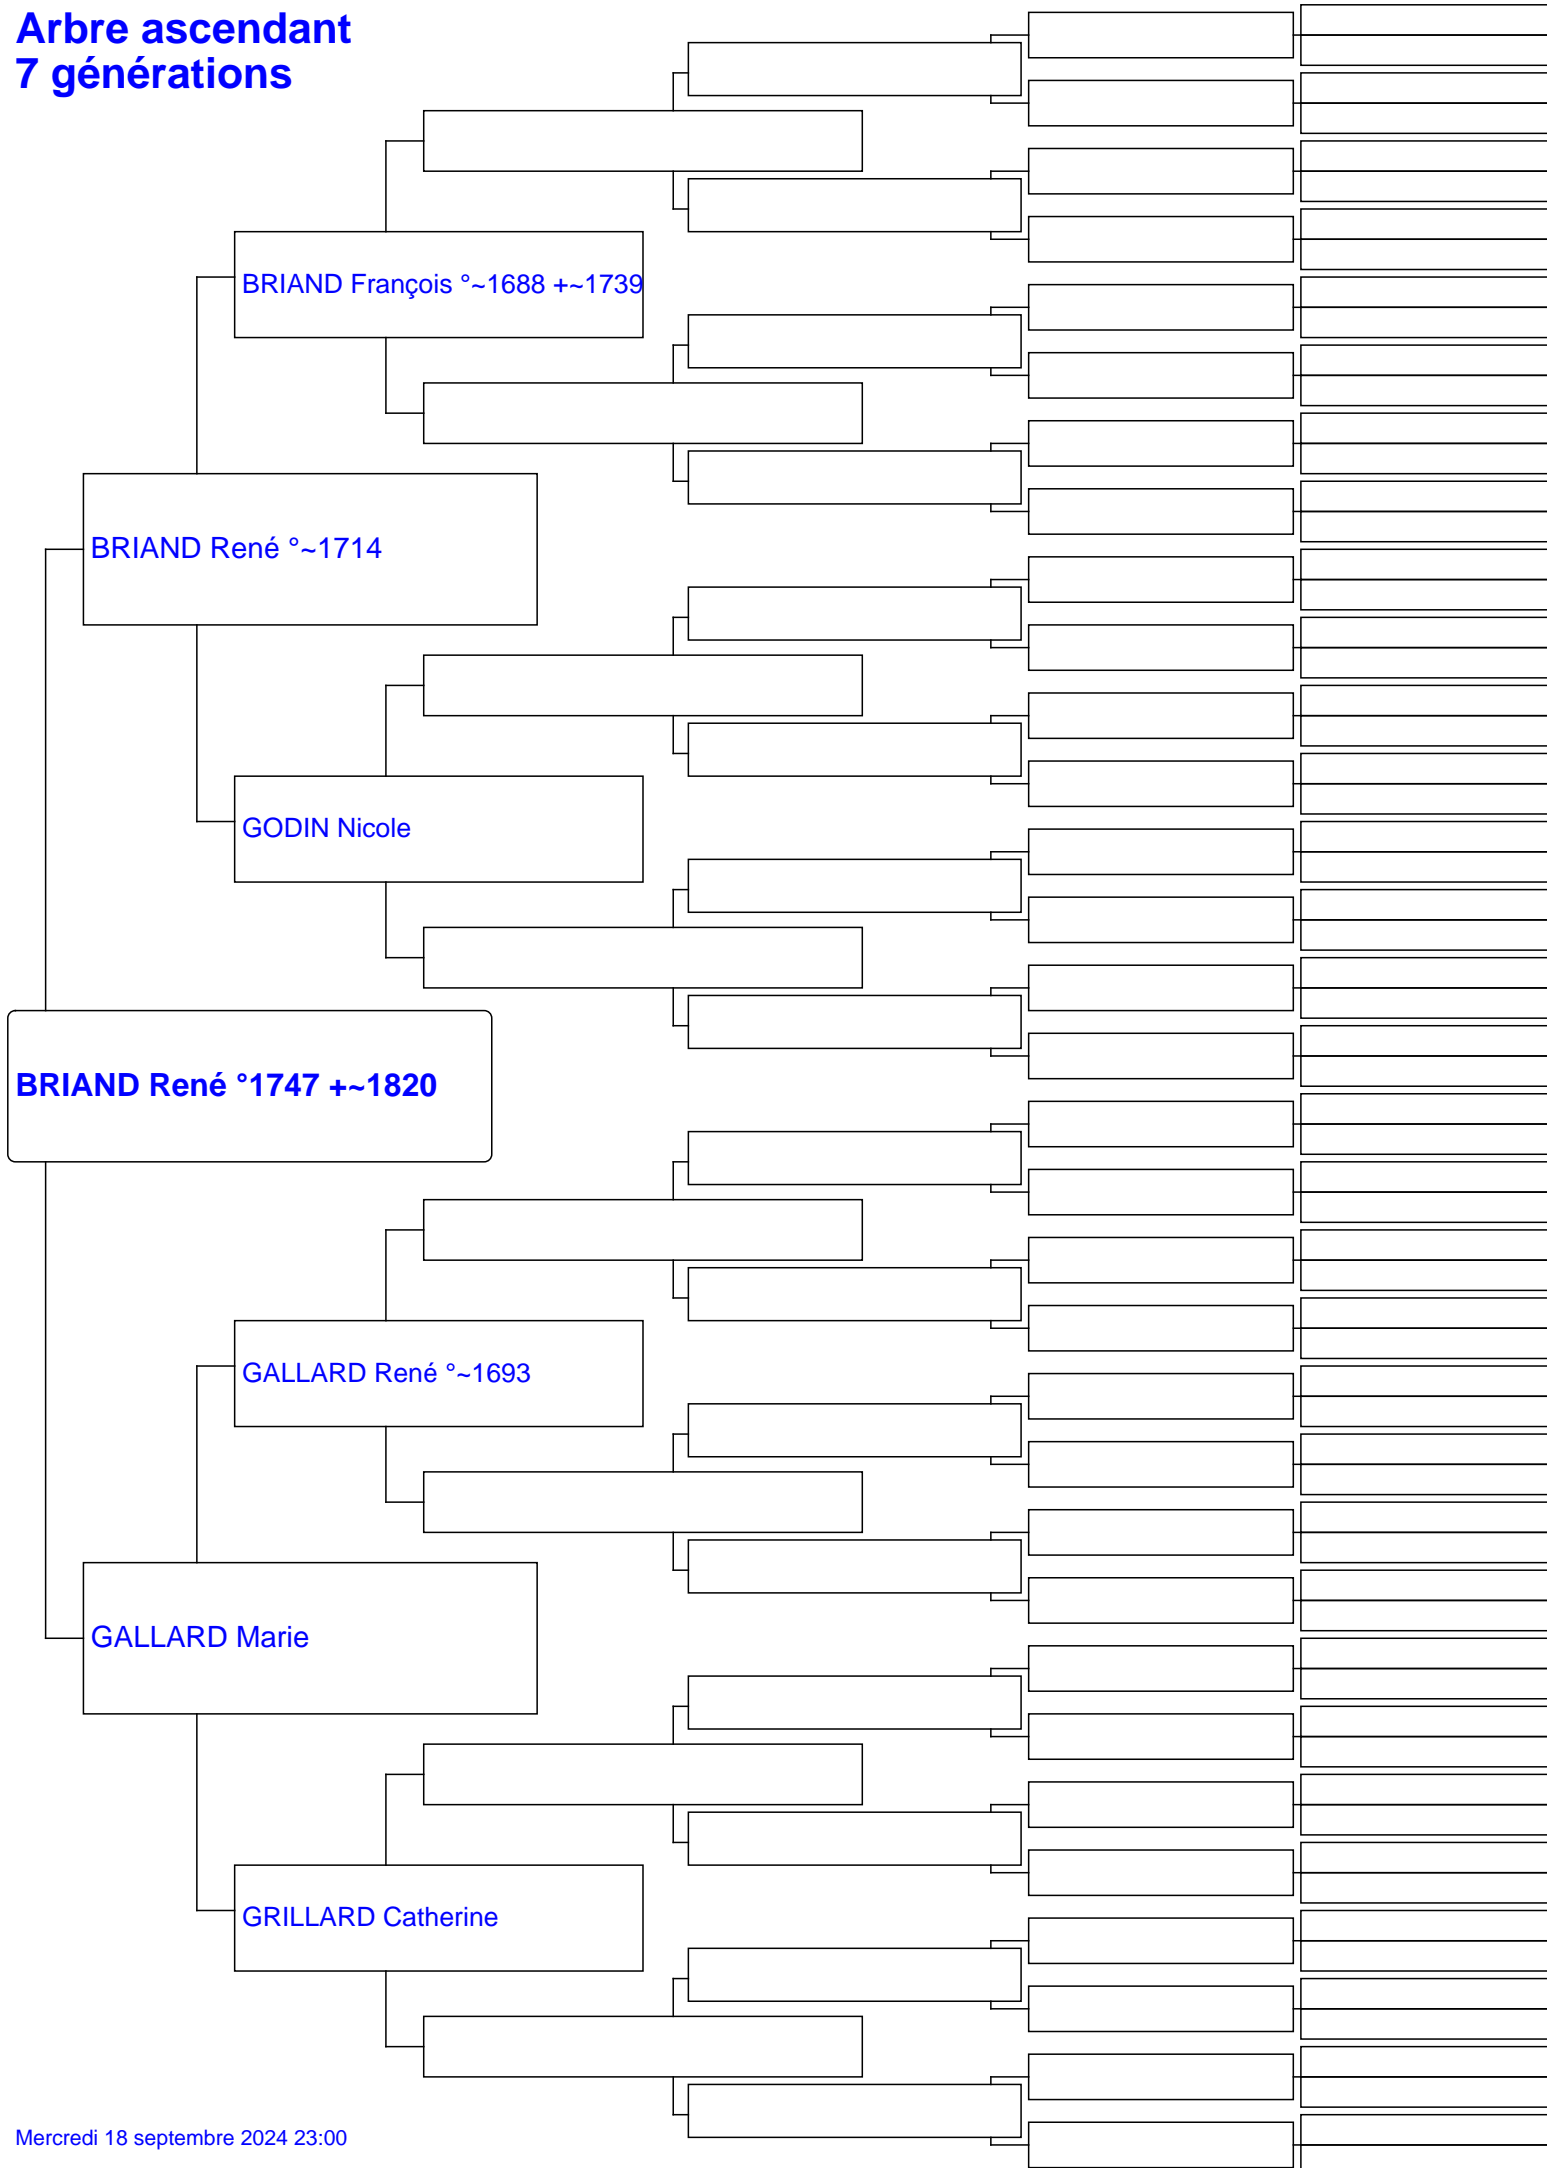 Arbre ascendant
7 générations
BRIAND François °~1688 +~1739
BRIAND René °~1714
GODIN Nicole
BRIAND René °1747 +~1820
GALLARD René °~1693
GALLARD Marie
GRILLARD Catherine
Mercredi 18 septembre 2024 23:00